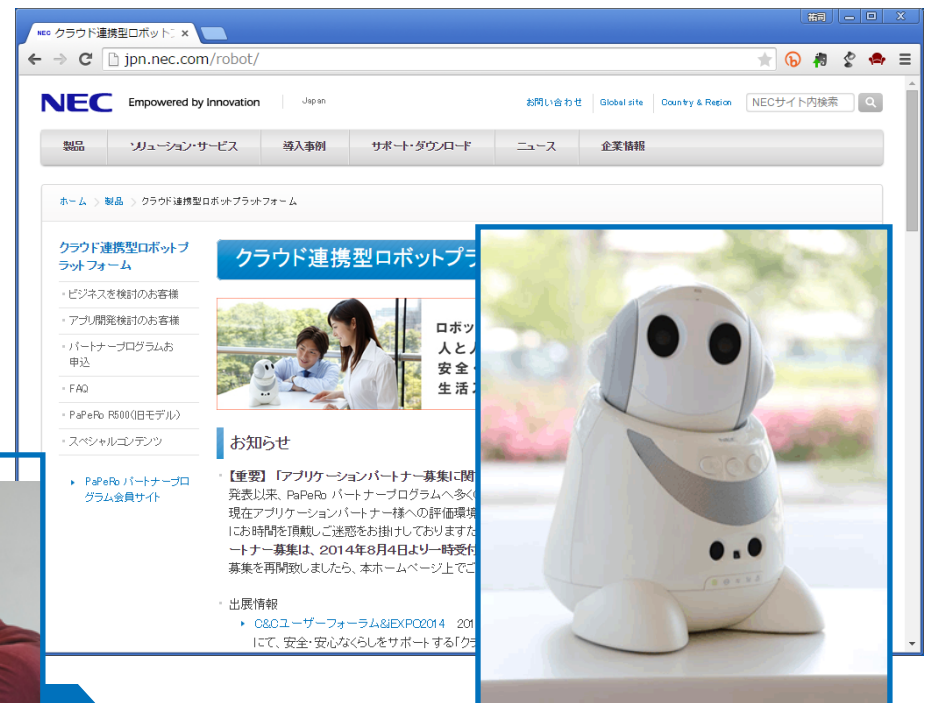 祐司
NEC クラウド連携型ロボット
jpn.nec.com/robot/
NEC Empowered by Innovation Japan
お問い合わせ Global site Country & Region NECサイト内検索
製品 ソリューション・サービス 導入事例 サポート・ダウンロード ニュース 企業情報
ホーム 製品 クラウド連携型ロボットプラットフォーム
クラウド連携型ロボットプ
ラットフォーム
ビジネスを検討のお客様
アプリ開発検討のお客様
パートナープログラムお
申込
FAQ
PaPeRo R500(旧モデル)
スペシャルコンテンツ
PaPeRo パートナープロ
グラム会員サイト
クラウド連携型ロボットプラ
ロボッ
人と人
安全・
生活
お知らせ
【重要】「アプリケーションパートナー募集に関
発表以来、PaPeRo パートナープログラムへ多く
現在アプリケーションパートナー様への評価環境
にお時間を頂戴しご迷惑をお掛けしておりますた
ートナー募集は、2014年8月4日より一時受付
募集を再開致しましたら、本ホームページ上でご
出展情報
C&Cユーザーフォーラム&iEXPO2014 201
にて、安全・安心なくらしをサポートする「クラ
NEC